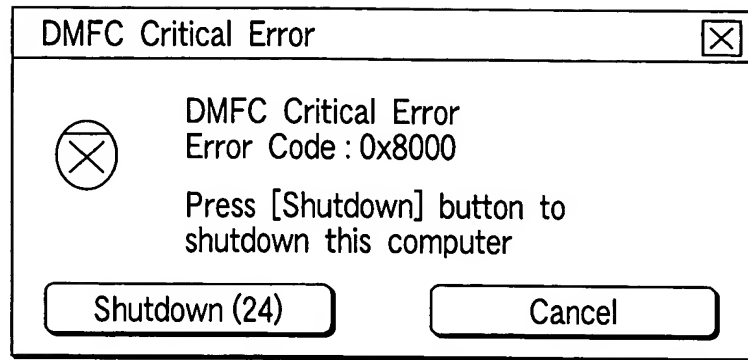 DMFC Critical Error
DMFC Critical Error
Error Code : 0x8000
Press [Shutdown] button to
shutdown this computer
Shutdown (24)
Cancel